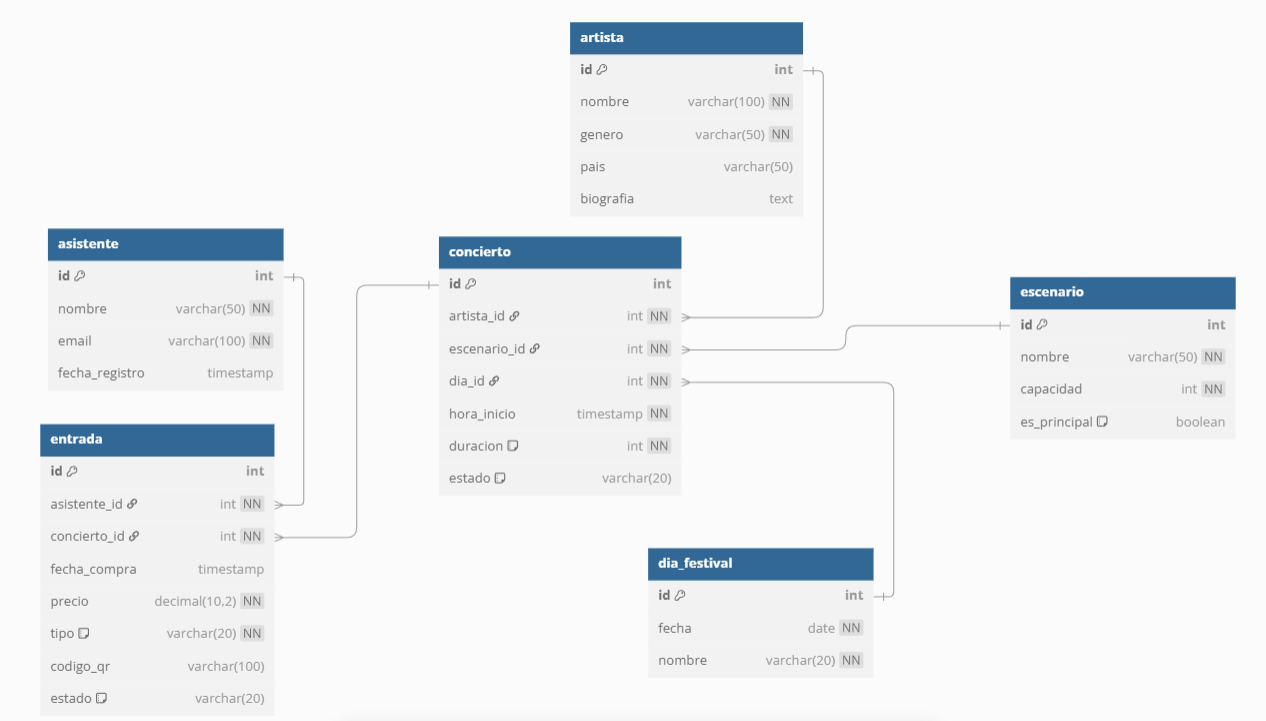 artista
id int
nombre varchar(100) NN
genero varchar(50) NN
pais varchar(50)
biografia text
asistente
id int
nombre varchar(50) NN
email varchar(100) NN
fecha_registro timestamp
concierto
id int
artista_id int NN
escenario_id int NN
dia_id int NN
hora_inicio timestamp NN
duracion int NN
estado varchar(20)
escenario
id int
nombre varchar(50) NN
capacidad int NN
es_principal boolean
entrada
id int
asistente_id int NN
concierto_id int NN
fecha_compra timestamp
precio decimal(10,2) NN
tipo varchar(20) NN
codigo_qr varchar(100)
estado varchar(20)
dia_festival
id int
fecha date NN
nombre varchar(20) NN